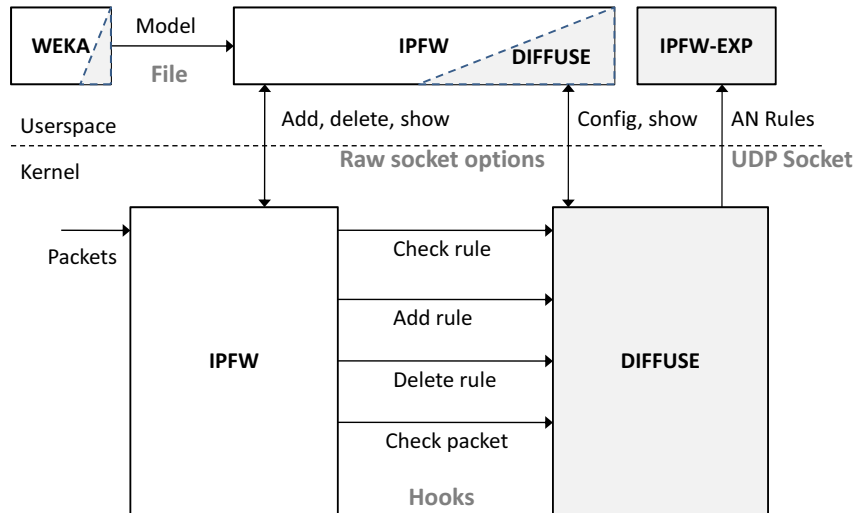 WEKA
Model
File
IPFW
DIFFUSE
IPFW-EXP
Userspace
Add, delete, show
Config, show
AN Rules
Kernel
Raw socket options
UDP Socket
Packets
IPFW
Check rule
Add rule
Delete rule
Check packet
Hooks
DIFFUSE